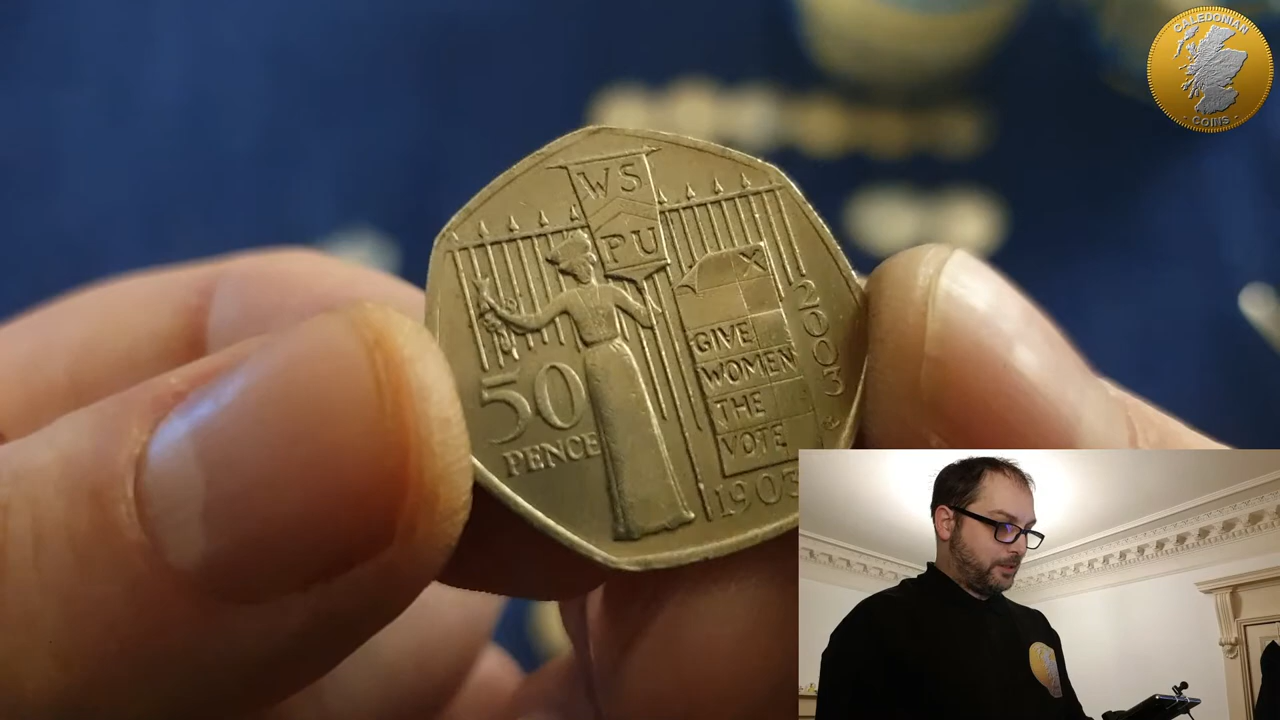 CALEDONIAN
COINS
WS
PU
X
GIVE
WOMEN
THE
VOTE
50
PENCE
2003
1903